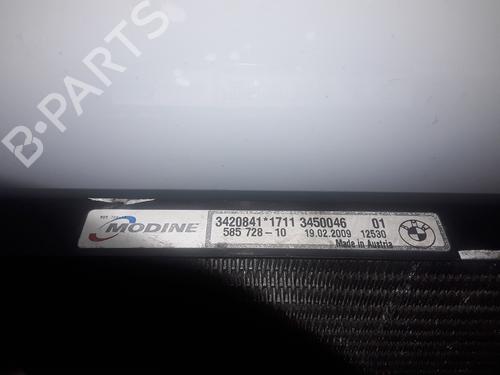 B-PARTS
MODINE
3420841*1711 3450046 01
585 728-10 19.02.2009 12530
Made in Austria